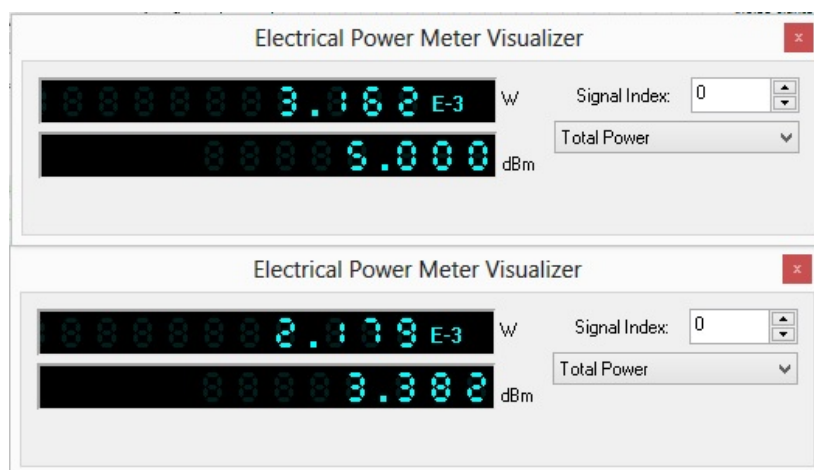 Electrical Power Meter Visualizer
x
3.162 E-3 W Signal Index: 0
Total Power
5.000 dBm
Electrical Power Meter Visualizer
x
2.179 E-3 W Signal Index: 0
Total Power
3.382 dBm